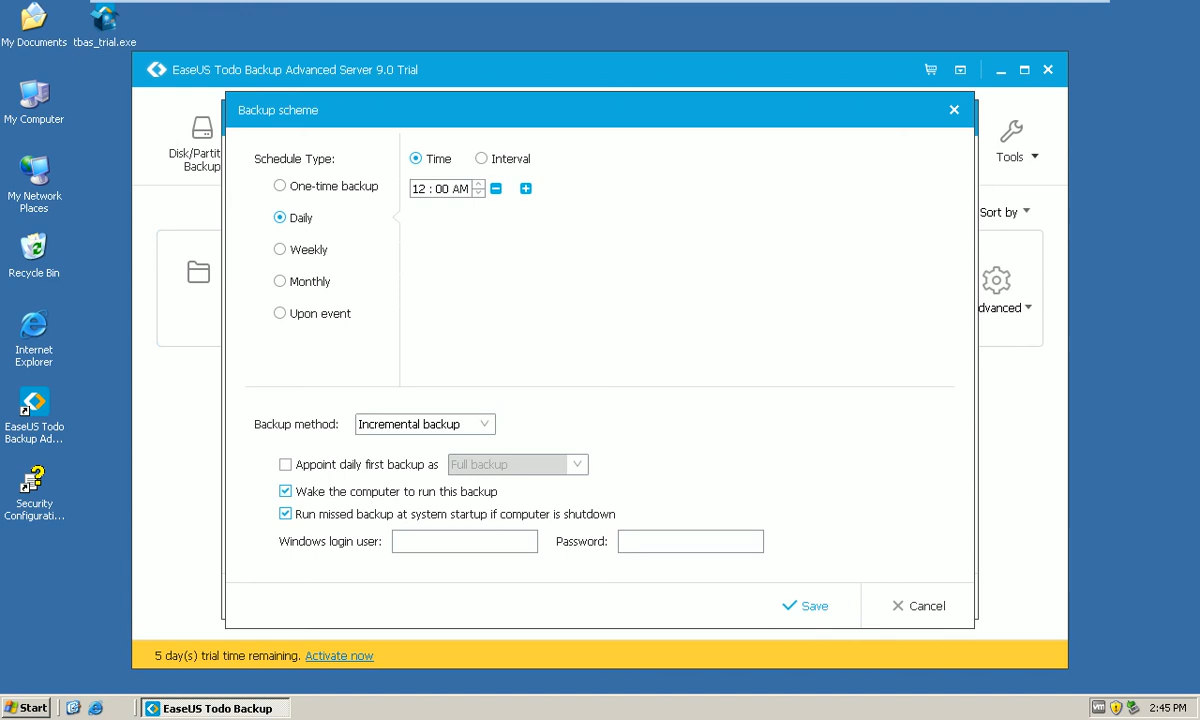 My Documents
tbas_trial.exe
My Computer
My Network
Places
Recycle Bin
Internet
Explorer
EaseUS Todo
Backup Ad...
Security
Configurati...
EaseUS Todo Backup Advanced Server 9.0 Trial
Disk/Partit
Backup
Tools
Sort by
dvanced
Backup scheme
Schedule Type:
One-time backup
Daily
Weekly
Monthly
Upon event
Time
Interval
12 : 00 AM
Backup method:
Incremental backup
Appoint daily first backup as
Full backup
Wake the computer to run this backup
Run missed backup at system startup if computer is shutdown
Windows login user:
Password:
Save
Cancel
5 day(s) trial time remaining. Activate now
Start
EaseUS Todo Backup
2:45 PM